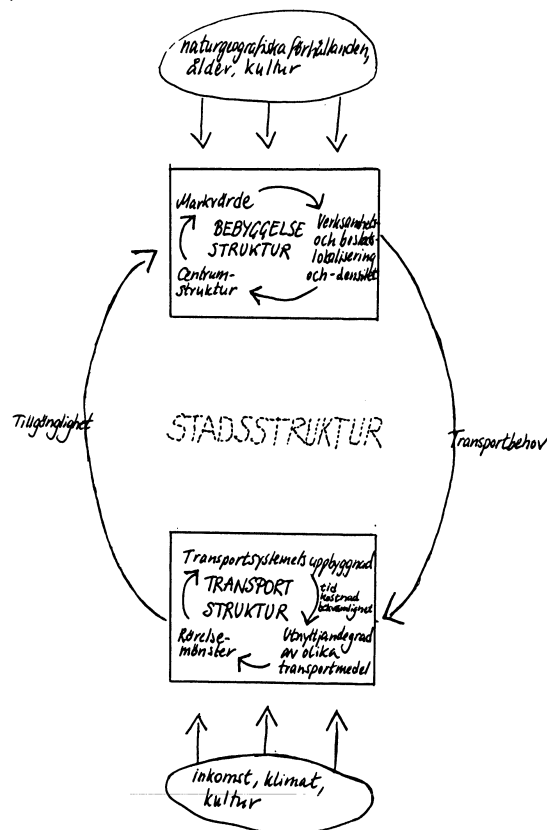 naturgeografiska förhållanden,
ålder, kultur
Markvärde
BEBYGGELSE
STRUKTUR
Verksamhets-
och bostads-
lokalisering
och -densitet
Centrum-
struktur
Tillgänglighet
STADSSTRUKTUR
Transportbehov
Transportsystemets uppbyggnad
TRANSPORT
STRUKTUR
tid
kostnad
bekvämlighet
Rörelse-
mönster
Utnyttjandegrad
av olika
transportmedel
inkomst, klimat,
kultur